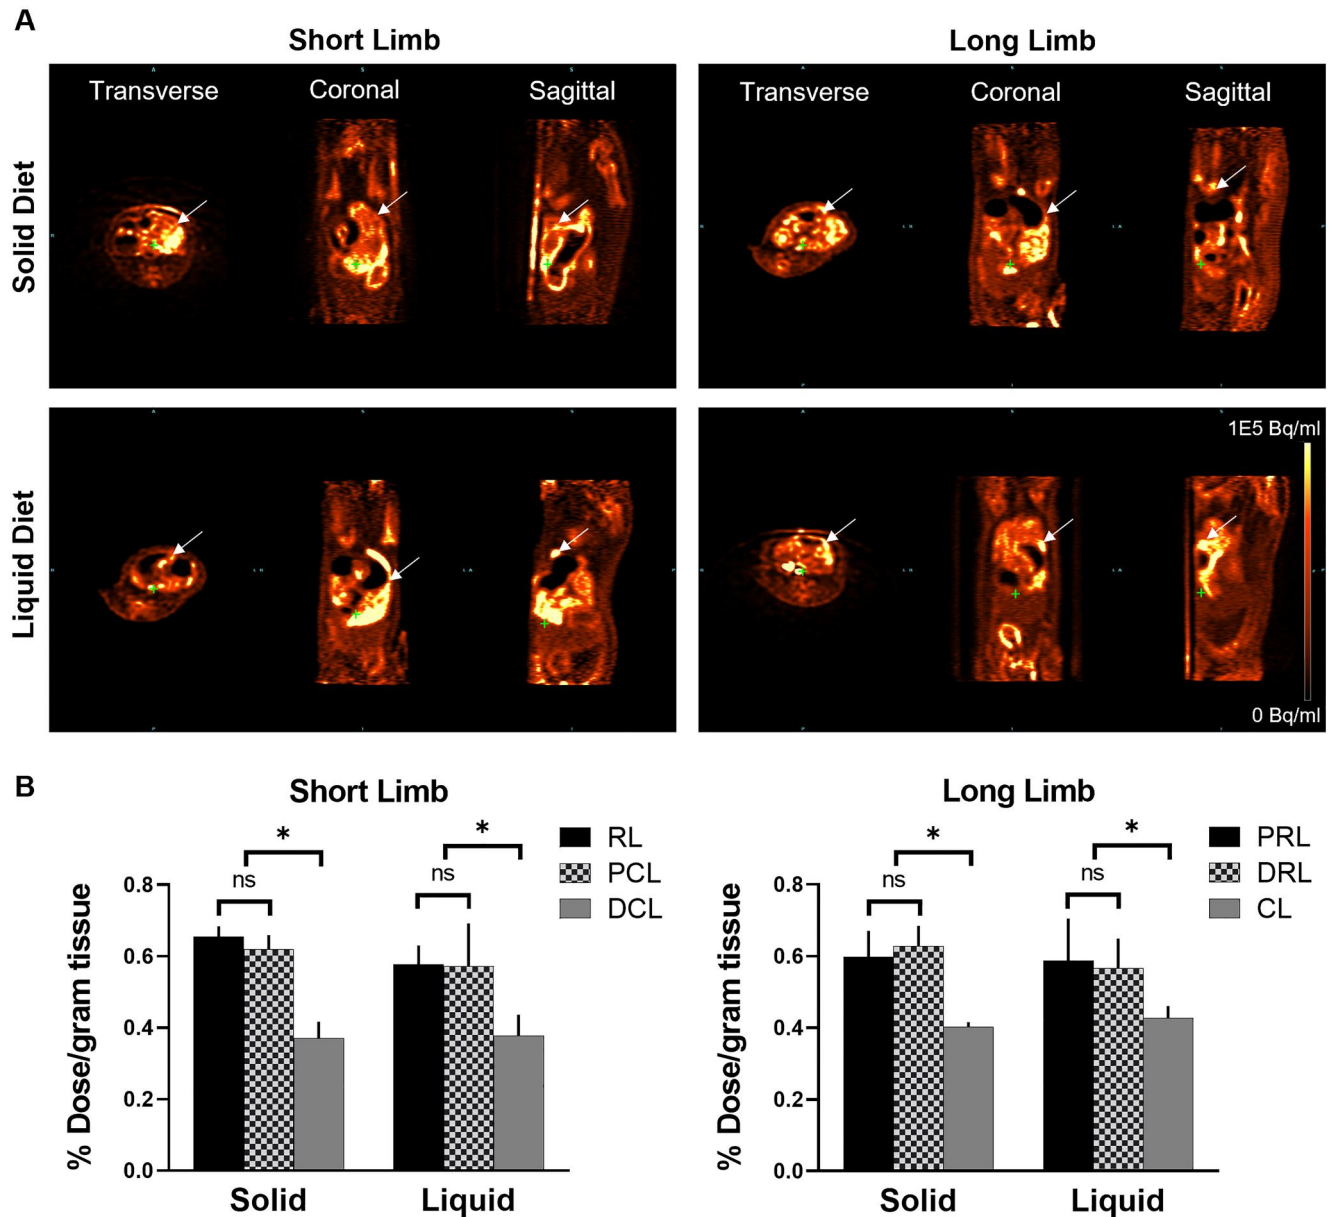 A
Short Limb
Long Limb
Transverse
Coronal
Sagittal
Transverse
Coronal
Sagittal
Solid Diet
Liquid Diet
1E5 Bq/ml
0 Bq/ml
B
Short Limb
% Dose/gram tissue
0.8
0.6
0.4
0.2
0.0
ns
*
ns
*
RL
PCL
DCL
Solid
Liquid
Long Limb
% Dose/gram tissue
0.8
0.6
0.4
0.2
0.0
ns
*
ns
*
PRL
DRL
CL
Solid
Liquid